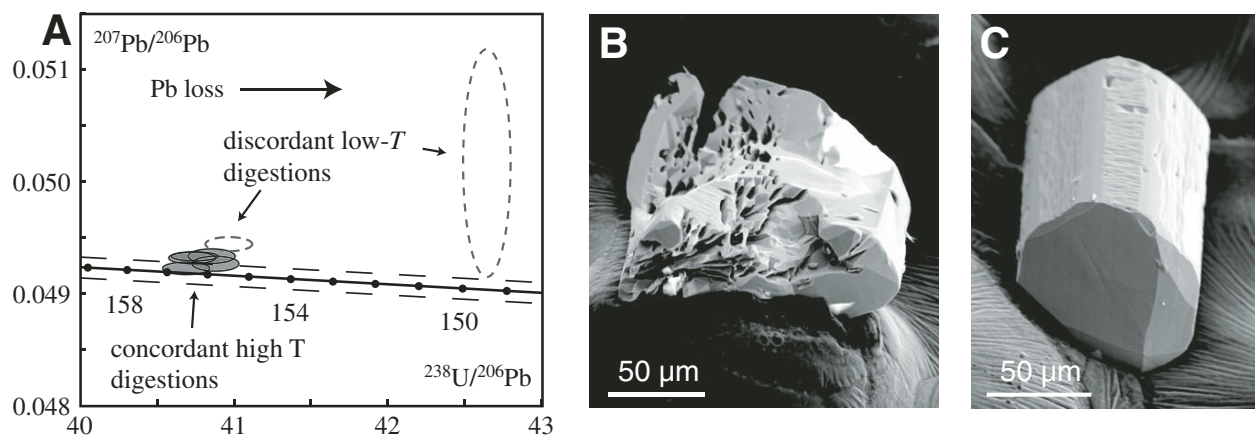 A
²⁰⁷Pb/²⁰⁶Pb
0.051
Pb loss
discordant low-T
digestions
0.050
0.049
158
154
150
concordant high T
digestions
²³⁸U/²⁰⁶Pb
0.048
40
41
42
43
B
50 μm
C
50 μm